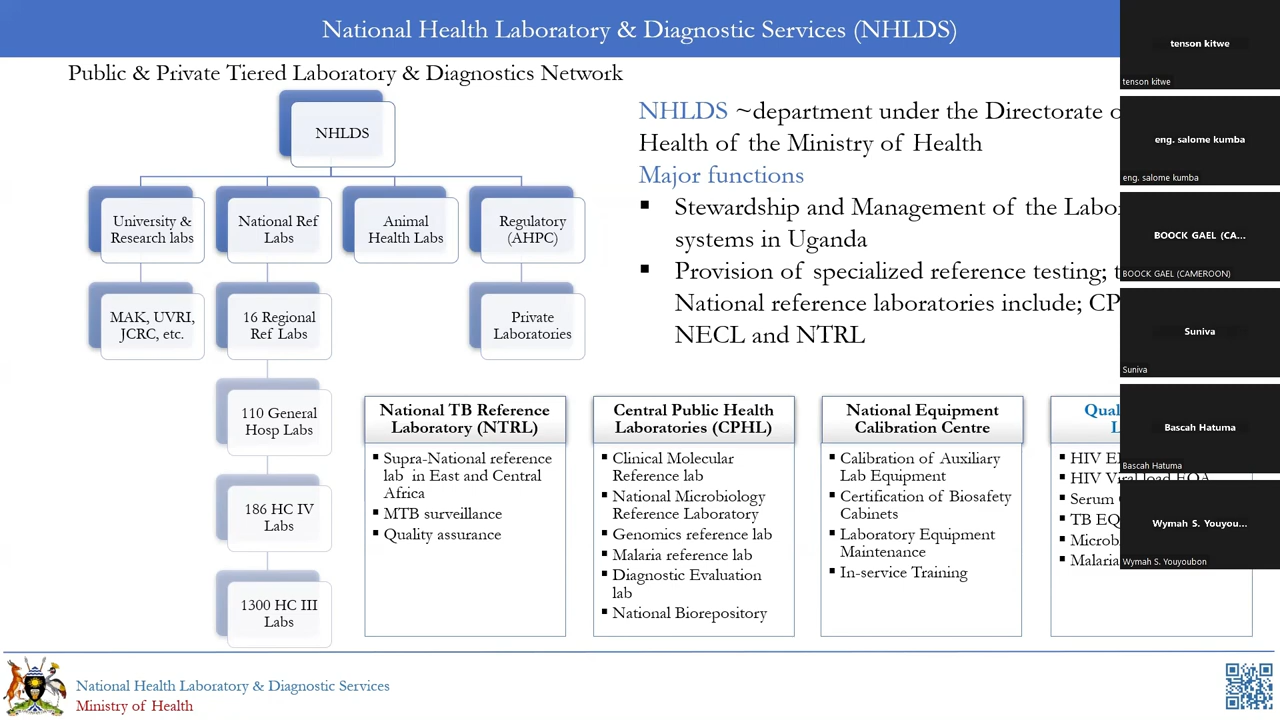 National Health Laboratory & Diagnostic Services (NHLDS)
Public & Private Tiered Laboratory & Diagnostics Network
NHLDS
University &
Research labs
National Ref
Labs
Animal
Health Labs
Regulatory
(AHPC)
MAK, UVRI,
JCRC, etc.
16 Regional
Ref Labs
Private
Laboratories
110 General
Hosp Labs
186 HC IV
Labs
1300 HC III
Labs
NHLDS ~department under the Directorate
Health of the Ministry of Health
Major functions
▪ Stewardship and Management of the
systems in Uganda
▪ Provision of specialized reference testing;
National reference laboratories include;
NECL and NTRL
National TB Reference
Laboratory (NTRL)
▪ Supra-National reference
lab in East and Central
Africa
▪ MTB surveillance
▪ Quality assurance
Central Public Health
Laboratories (CPHL)
▪ Clinical Molecular
Reference lab
▪ National Microbiology
Reference Laboratory
▪ Genomics reference lab
▪ Malaria reference lab
▪ Diagnostic Evaluation
lab
▪ National Biorepository
National Equipment
Calibration Centre
▪ Calibration of Auxiliary
Lab Equipment
▪ Certification of Biosafety
Cabinets
▪ Laboratory Equipment
Maintenance
▪ In-service Training
▪ HIV
▪ HIV Viral load EQA
▪ Serum
▪ TB
▪ Malaria
National Health Laboratory & Diagnostic Services
Ministry of Health
tenson kitwe
tenson kitwe
eng. salome kumba
eng. salome kumba
BOOCK GAEL (CA...
BOOCK GAEL (CAMEROON)
Suniva
Suniva
Bascah Hatuma
Bascah Hatuma
Wymah S. Youyou...
Wymah S. Youyoubon